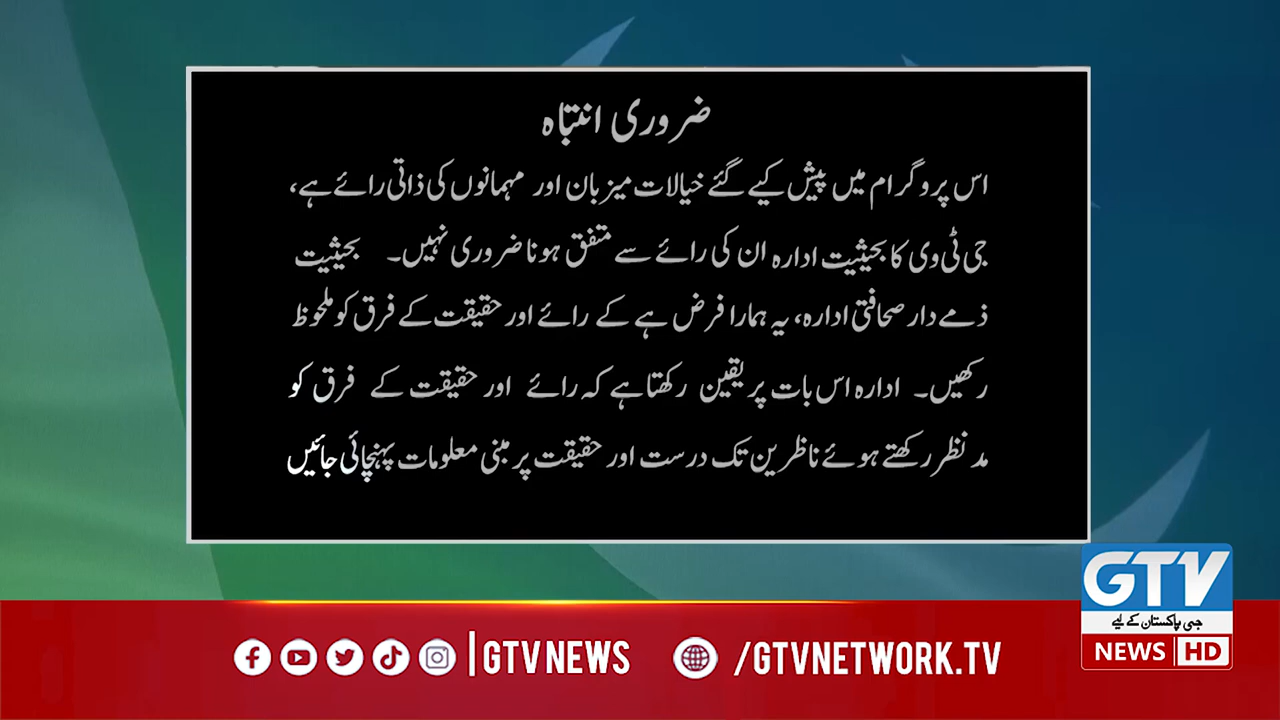 ضروری انتباہ
اس پروگرام میں پیش کیے گئے خیالات میزبان اور مہمانوں کی ذاتی رائے ہے،
جی ٹی وی کا بحیثیت ادارہ ان کی رائے سے متفق ہونا ضروری نہیں۔ بحیثیت
ذمے دار صحافتی ادارہ، یہ ہمارا فرض ہے کے رائے اور حقیقت کے فرق کو ملحوظ
رکھیں۔ ادارہ اس بات پر یقین رکھتا ہے کہ رائے اور حقیقت کے فرق کو
مد نظر رکھتے ہوئے ناظرین تک درست اور حقیقت پر مبنی معلومات پہنچائی جائیں
GTV
جی پاکستان کے لیے
NEWS HD
GTV NEWS
/GTVNETWORK.TV